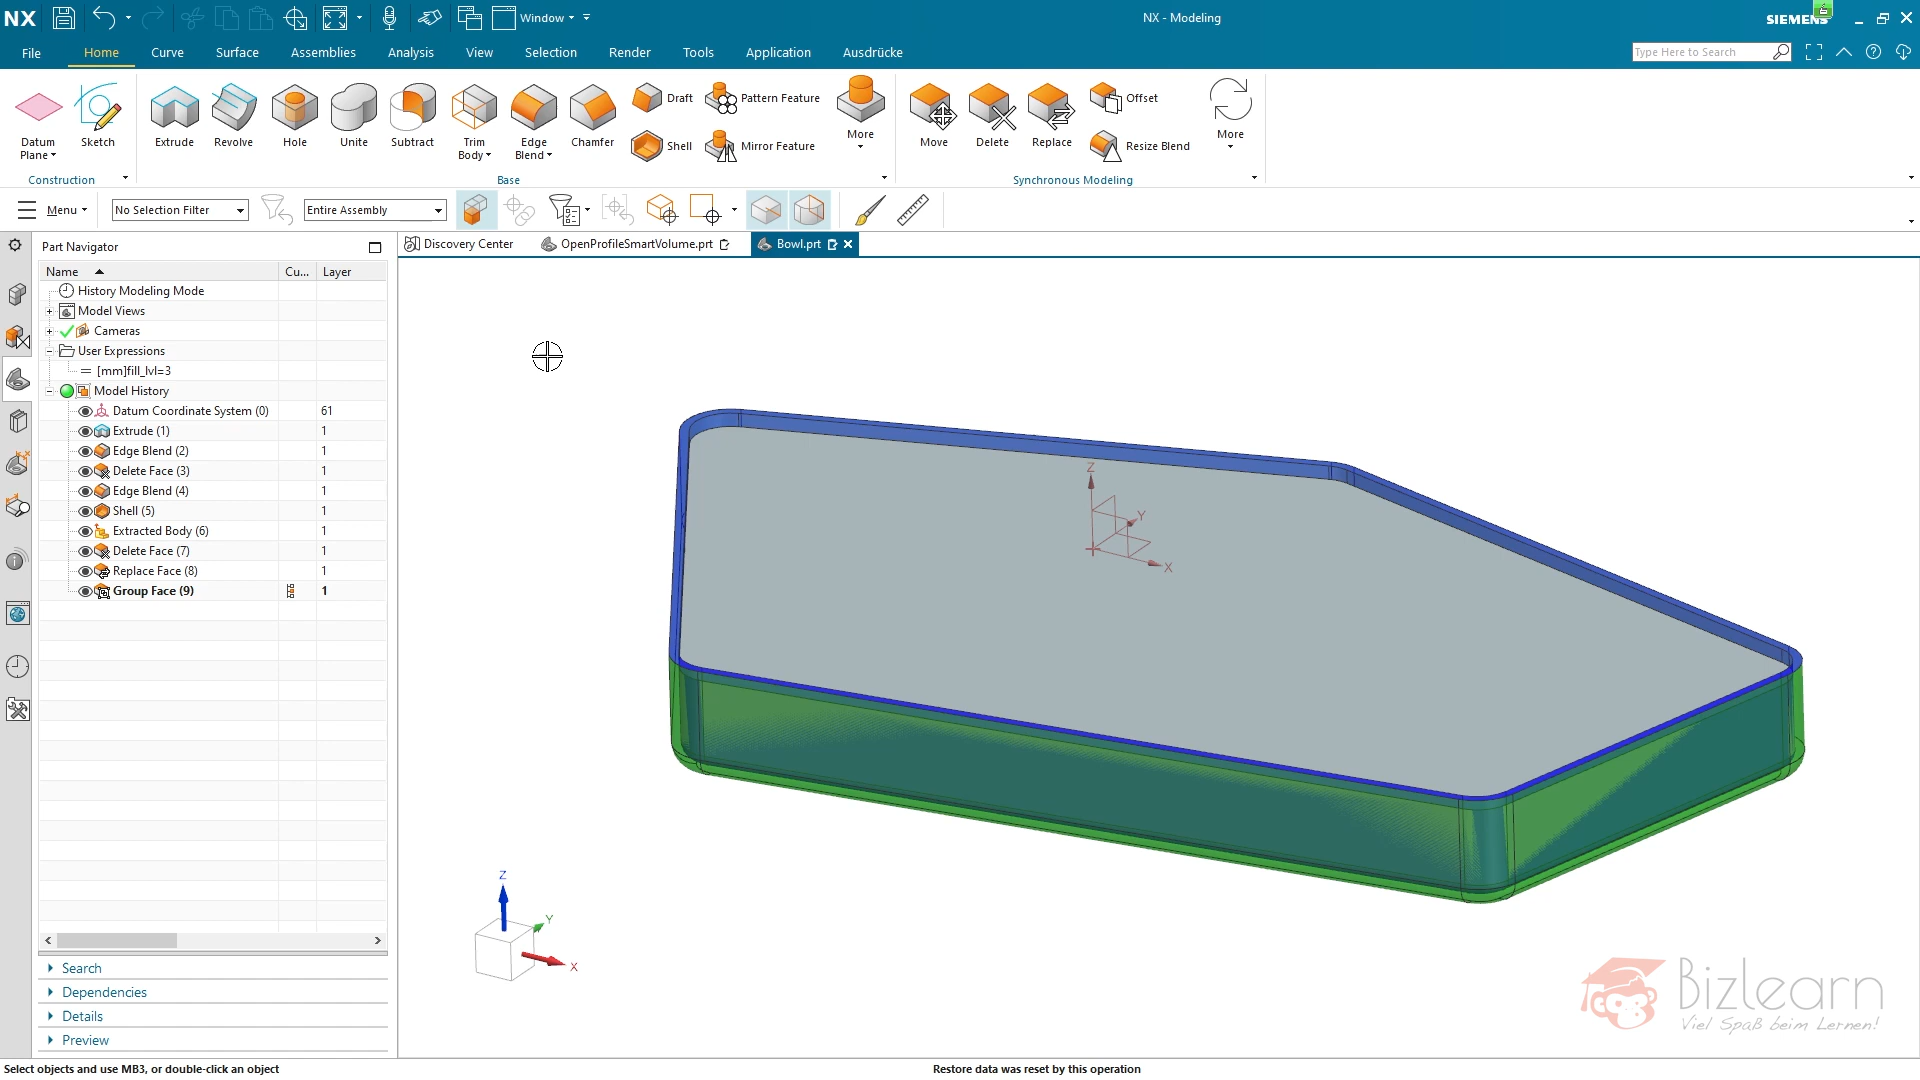 NX
Window
NX - Modeling
SIEMENS
File
Home
Curve
Surface
Assemblies
Analysis
View
Selection
Render
Tools
Application
Ausdrücke
Type Here to Search
Datum Plane
Sketch
Extrude
Revolve
Hole
Unite
Subtract
Trim Body
Edge Blend
Chamfer
Draft
Shell
Pattern Feature
Mirror Feature
More
Move
Delete
Replace
Offset
Resize Blend
More
Construction
Base
Synchronous Modeling
Menu
No Selection Filter
Entire Assembly
Part Navigator
Discovery Center
OpenProfileSmartVolume.prt
Bowl.prt
Name Cu... Layer
History Modeling Mode
Model Views
Cameras
User Expressions
[mm]fill_lvl=3
Model History
Datum Coordinate System (0) 61
Extrude (1) 1
Edge Blend (2) 1
Delete Face (3) 1
Edge Blend (4) 1
Shell (5) 1
Extracted Body (6) 1
Delete Face (7) 1
Replace Face (8) 1
Group Face (9) 1
Z
Y
X
Z
Y
X
Search
Dependencies
Details
Preview
Bizlearn
Viel Spaß beim Lernen!
Select objects and use MB3, or double-click an object
Restore data was reset by this operation